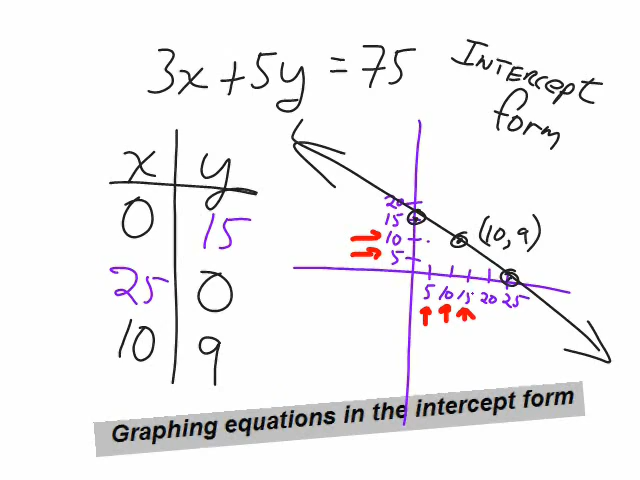 3x+5y=75
INTERCEPT
form
x y
0 15
25 0
10 9
20
15
10
5
(10,9)
5 10 15 20 25
Graphing equations in the intercept form